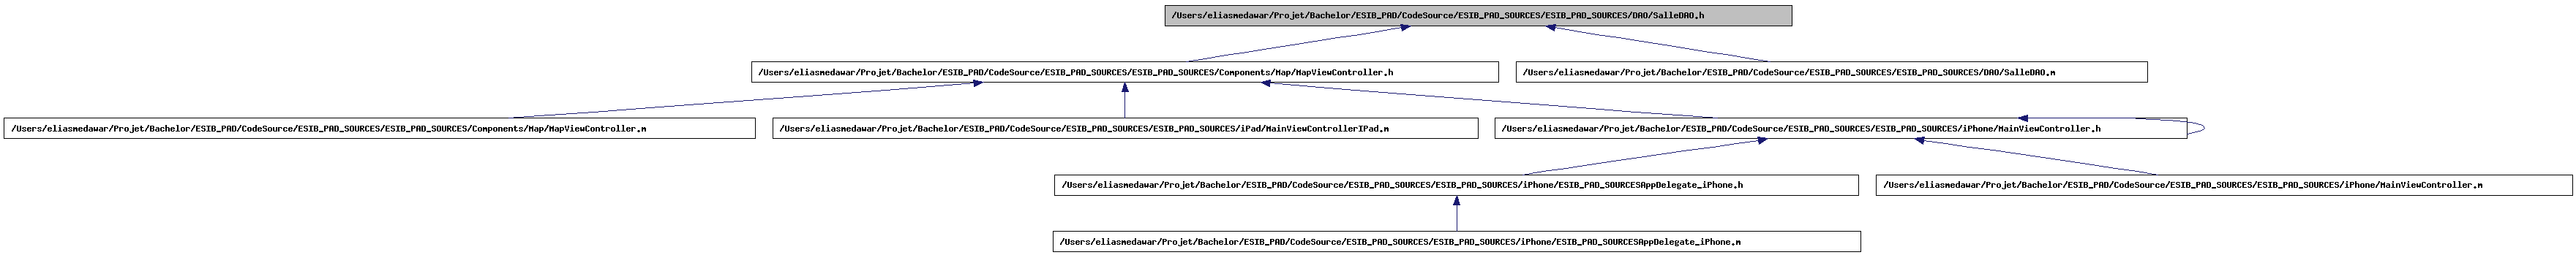 /Users/eliasmedawar/Projet/Bachelor/ESIB_PAD/CodeSource/ESIB_PAD_SOURCES/ESIB_PAD_SOURCES/DAO/SalleDAO.h
/Users/eliasmedawar/Projet/Bachelor/ESIB_PAD/CodeSource/ESIB_PAD_SOURCES/ESIB_PAD_SOURCES/Components/Map/MapViewController.h
/Users/eliasmedawar/Projet/Bachelor/ESIB_PAD/CodeSource/ESIB_PAD_SOURCES/ESIB_PAD_SOURCES/DAO/SalleDAO.m
/Users/eliasmedawar/Projet/Bachelor/ESIB_PAD/CodeSource/ESIB_PAD_SOURCES/ESIB_PAD_SOURCES/Components/Map/MapViewController.m
/Users/eliasmedawar/Projet/Bachelor/ESIB_PAD/CodeSource/ESIB_PAD_SOURCES/ESIB_PAD_SOURCES/iPad/MainViewControllerIPad.m
/Users/eliasmedawar/Projet/Bachelor/ESIB_PAD/CodeSource/ESIB_PAD_SOURCES/ESIB_PAD_SOURCES/iPhone/MainViewController.h
/Users/eliasmedawar/Projet/Bachelor/ESIB_PAD/CodeSource/ESIB_PAD_SOURCES/ESIB_PAD_SOURCES/iPhone/ESIB_PAD_SOURCESAppDelegate_iPhone.h
/Users/eliasmedawar/Projet/Bachelor/ESIB_PAD/CodeSource/ESIB_PAD_SOURCES/ESIB_PAD_SOURCES/iPhone/MainViewController.m
/Users/eliasmedawar/Projet/Bachelor/ESIB_PAD/CodeSource/ESIB_PAD_SOURCES/ESIB_PAD_SOURCES/iPhone/ESIB_PAD_SOURCESAppDelegate_iPhone.m